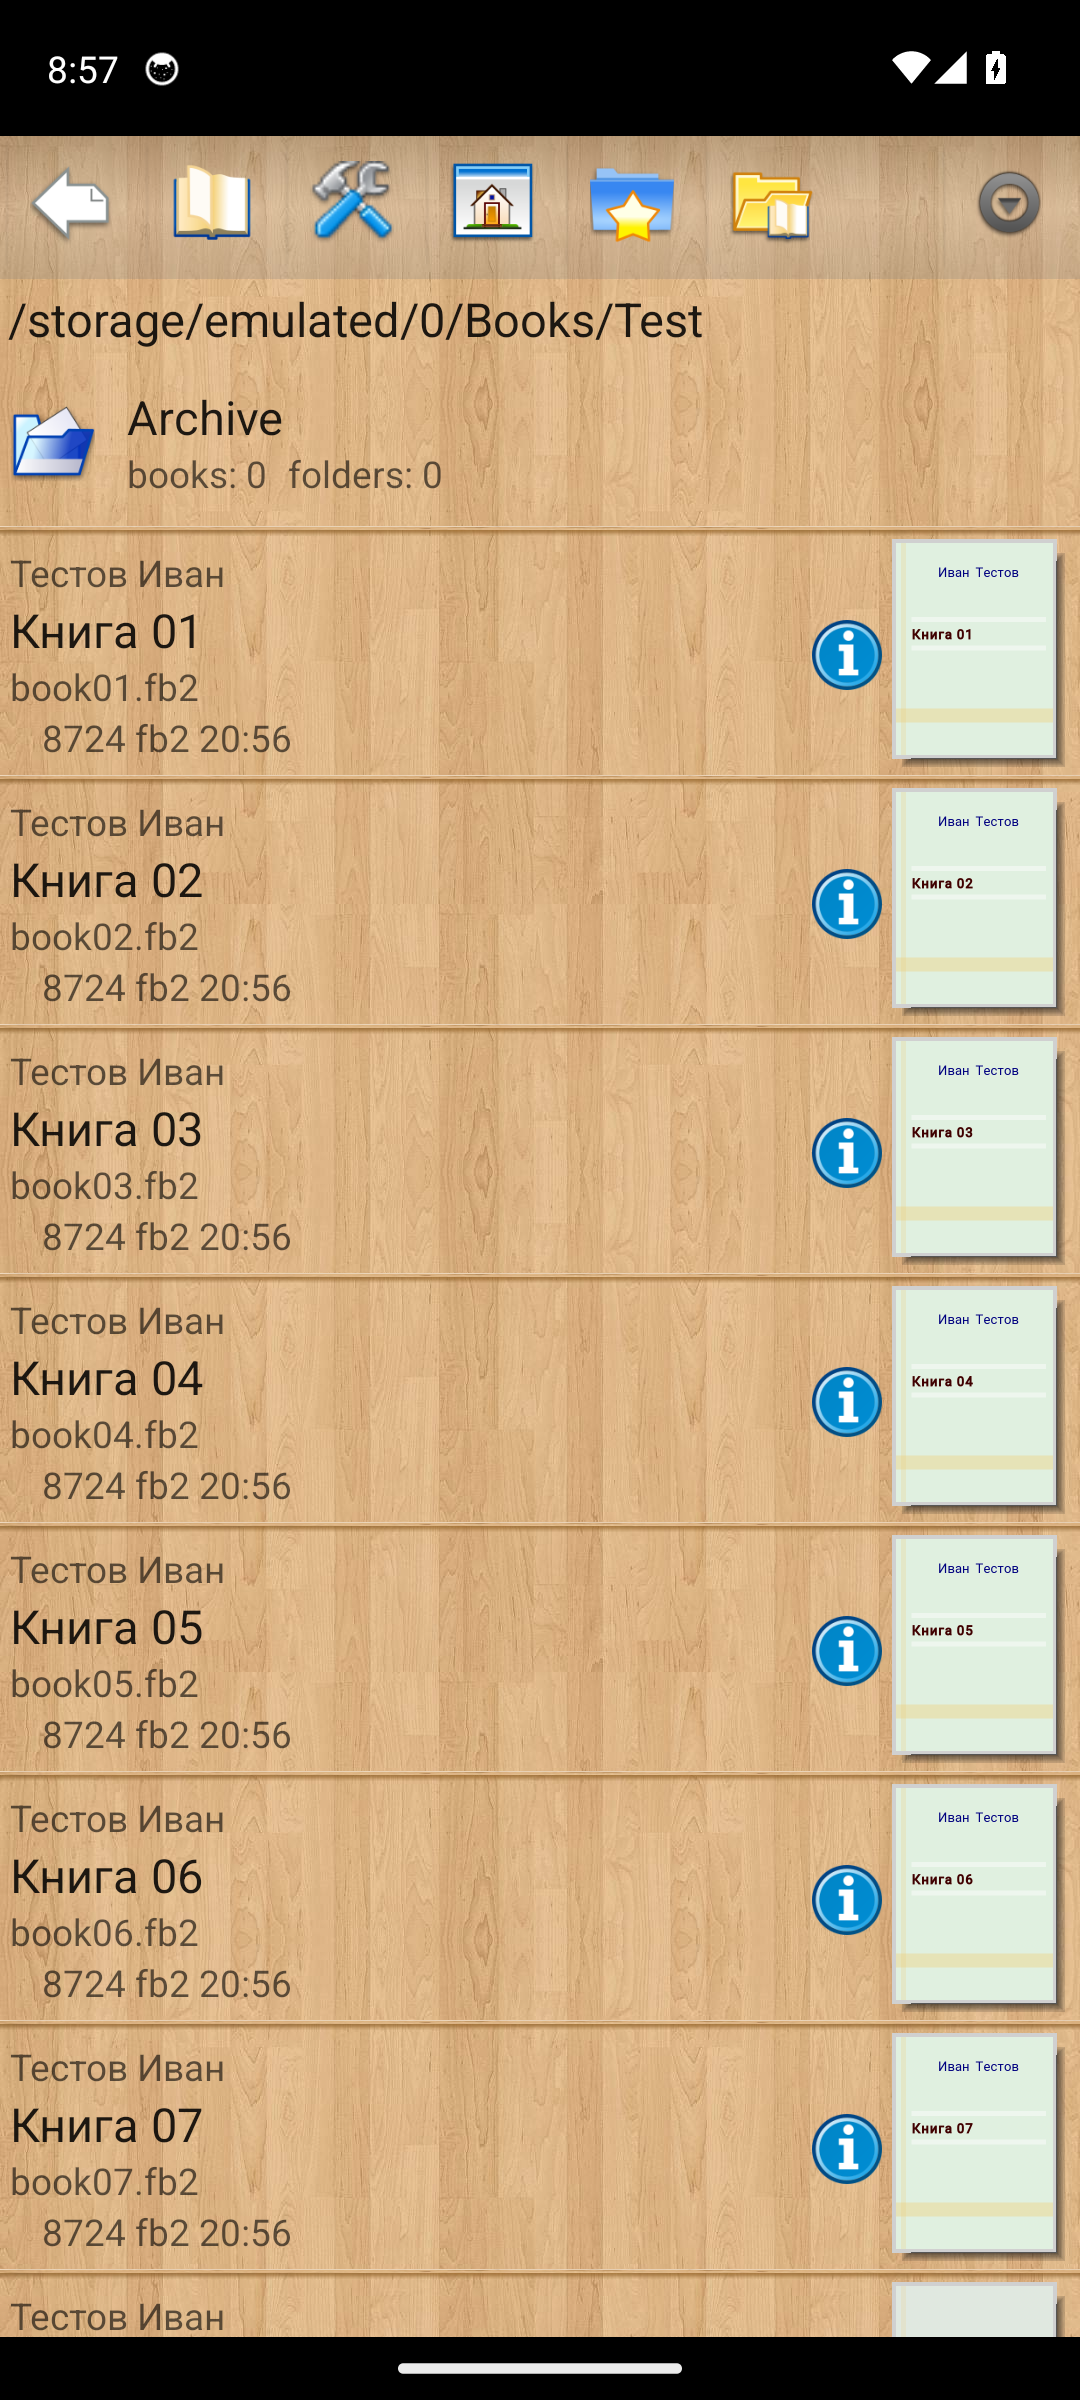 8:57
/storage/emulated/0/Books/Test
Archive
books: 0 folders: 0
Тестов Иван
Книга 01
book01.fb2
8724 fb2 20:56
Иван Тестов
Книга 01
Тестов Иван
Книга 02
book02.fb2
8724 fb2 20:56
Иван Тестов
Книга 02
Тестов Иван
Книга 03
book03.fb2
8724 fb2 20:56
Иван Тестов
Книга 03
Тестов Иван
Книга 04
book04.fb2
8724 fb2 20:56
Иван Тестов
Книга 04
Тестов Иван
Книга 05
book05.fb2
8724 fb2 20:56
Иван Тестов
Книга 05
Тестов Иван
Книга 06
book06.fb2
8724 fb2 20:56
Иван Тестов
Книга 06
Тестов Иван
Книга 07
book07.fb2
8724 fb2 20:56
Иван Тестов
Книга 07
Тестов Иван